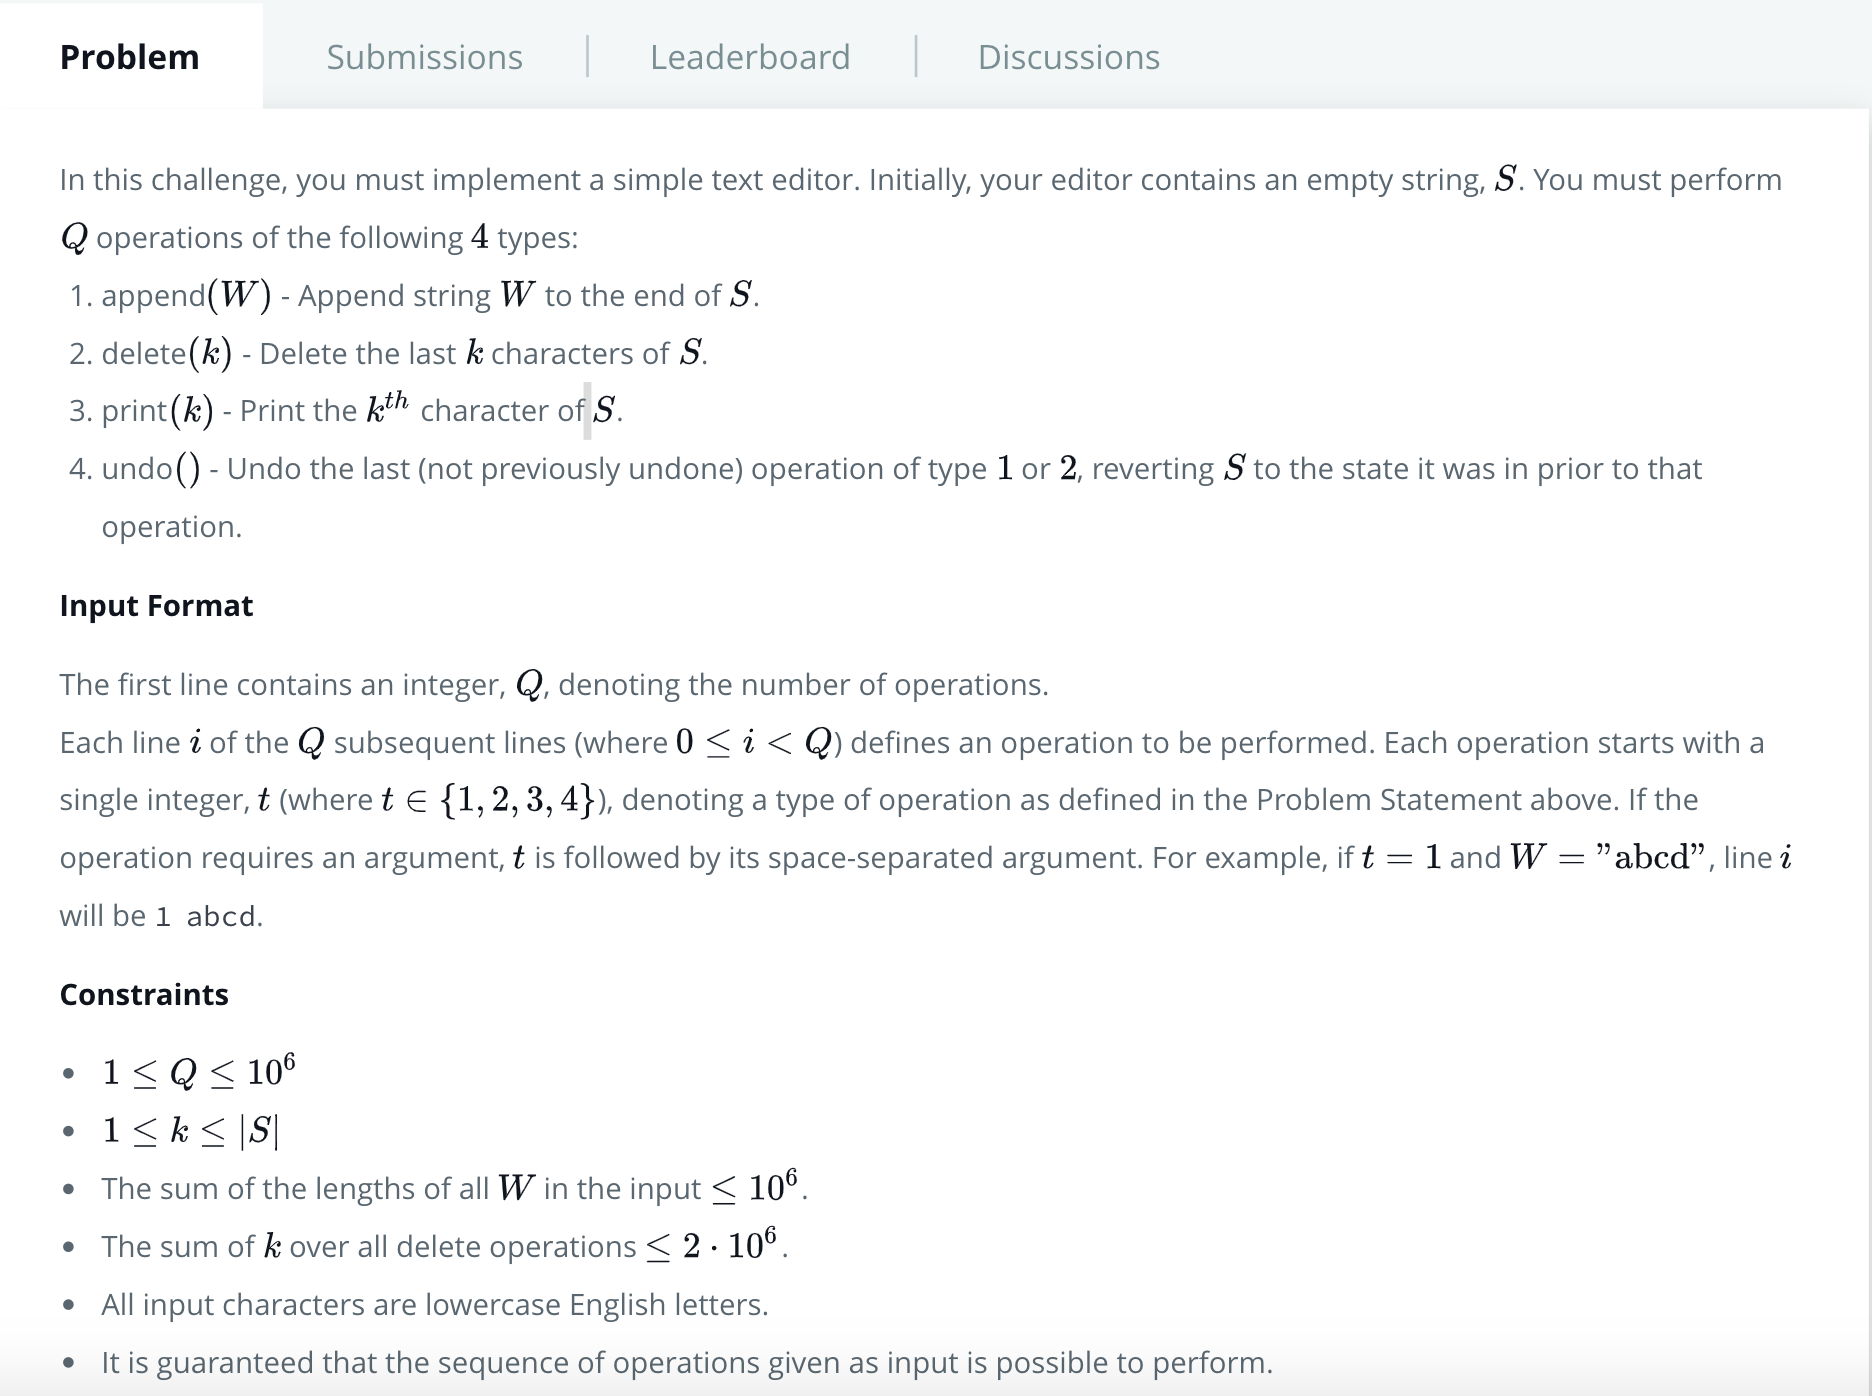 Problem
Submissions
Leaderboard
Discussions
In this challenge, you must implement a simple text editor. Initially, your editor contains an empty string, S. You must perform
Q operations of the following 4 types:
1. append(W) - Append string W to the end of S.
2. delete(k) - Delete the last k characters of S.
3. print(k) - Print the k^th character of S.
4. undo() - Undo the last (not previously undone) operation of type 1 or 2, reverting S to the state it was in prior to that
operation.
Input Format
The first line contains an integer, Q, denoting the number of operations.
Each line i of the Q subsequent lines (where 0 ≤ i < Q) defines an operation to be performed. Each operation starts with a
single integer, t (where t ∈ {1, 2, 3, 4}), denoting a type of operation as defined in the Problem Statement above. If the
operation requires an argument, t is followed by its space-separated argument. For example, if t = 1 and W = ”abcd”, line i
will be 1 abcd.
Constraints
• 1 ≤ Q ≤ 10^6
• 1 ≤ k ≤ |S|
• The sum of the lengths of all W in the input ≤ 10^6.
• The sum of k over all delete operations ≤ 2 · 10^6.
• All input characters are lowercase English letters.
• It is guaranteed that the sequence of operations given as input is possible to perform.